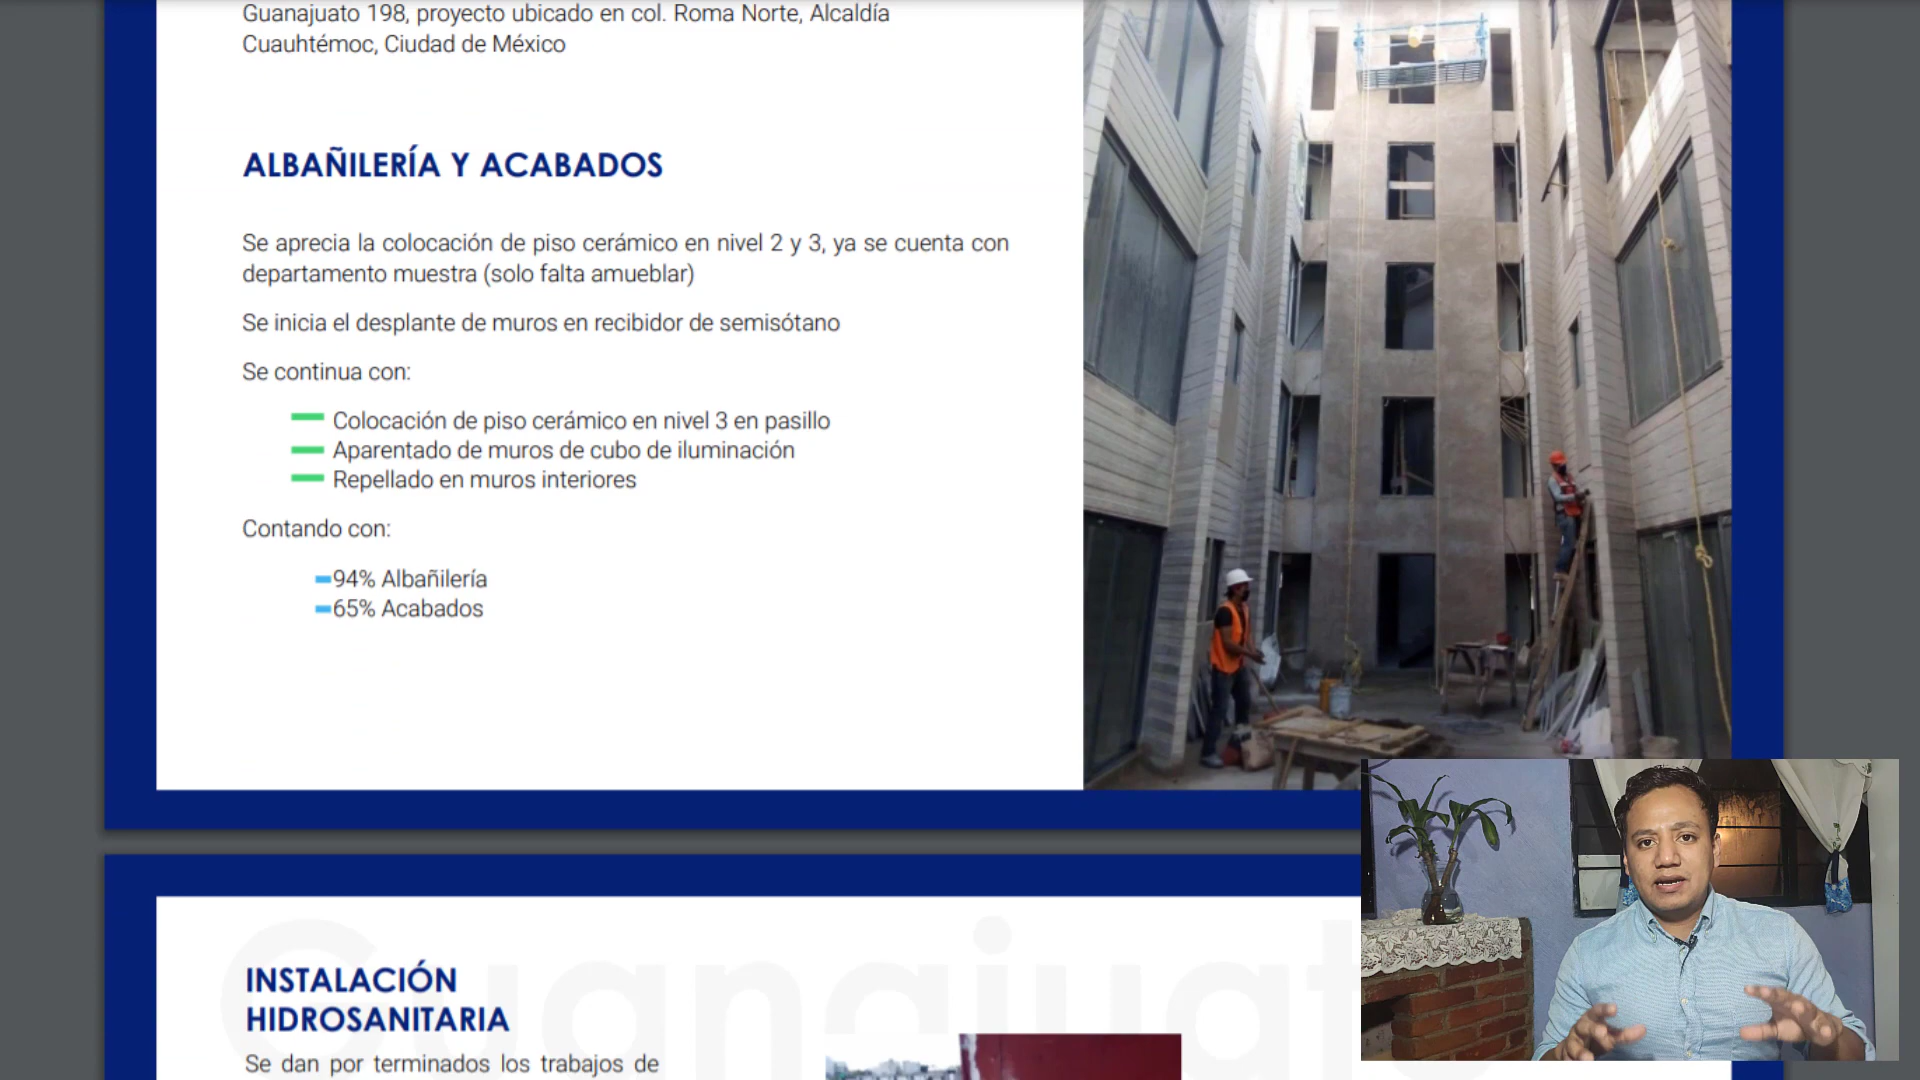 Guanajuato 198, proyecto ubicado en col. Roma Norte, Alcaldía
Cuauhtémoc, Ciudad de México
ALBAÑILERÍA Y ACABADOS
Se aprecia la colocación de piso cerámico en nivel 2 y 3, ya se cuenta con
departamento muestra (solo falta amueblar)
Se inicia el desplante de muros en recibidor de semisótano
Se continua con:
Colocación de piso cerámico en nivel 3 en pasillo
Aparentado de muros de cubo de iluminación
Repellado en muros interiores
Contando con:
94% Albañilería
65% Acabados
Guanajuat
INSTALACIÓN
HIDROSANITARIA
Se dan por terminados los trabajos de